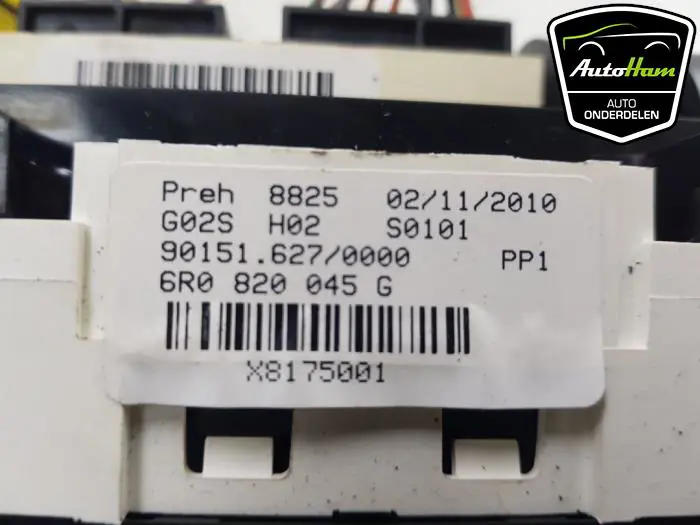 AutoHam
AUTO
ONDERDELEN
Preh 8825 02/11/2010
G02S H02 S0101
90151.627/0000 PP1
6R0 820 045 G
X8175001